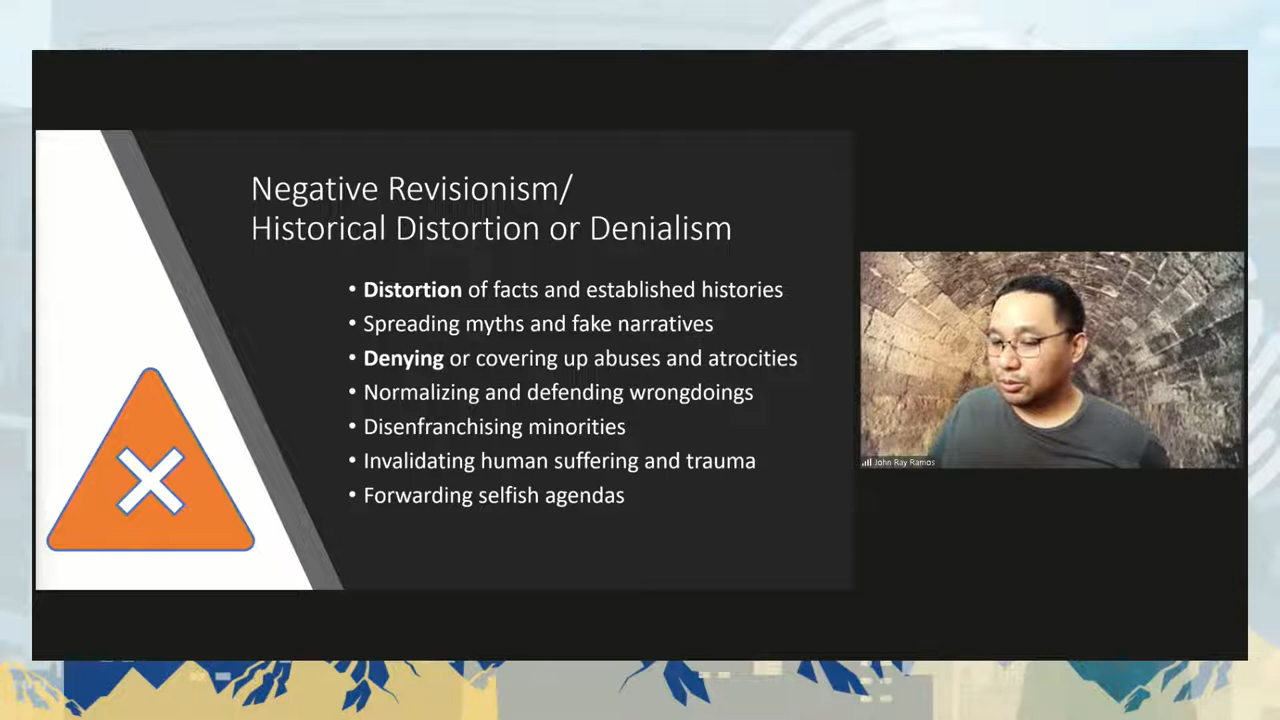 Negative Revisionism/
Historical Distortion or Denialism
• Distortion of facts and established histories
• Spreading myths and fake narratives
• Denying or covering up abuses and atrocities
• Normalizing and defending wrongdoings
• Disenfranchising minorities
• Invalidating human suffering and trauma
• Forwarding selfish agendas
John Ray Ramos